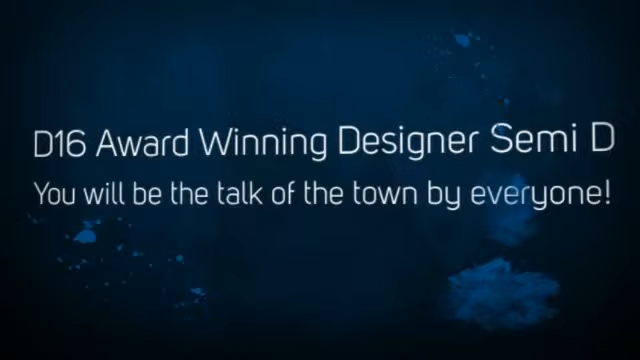 D16 Award Winning Designer Semi D
You will be the talk of the town by everyone!